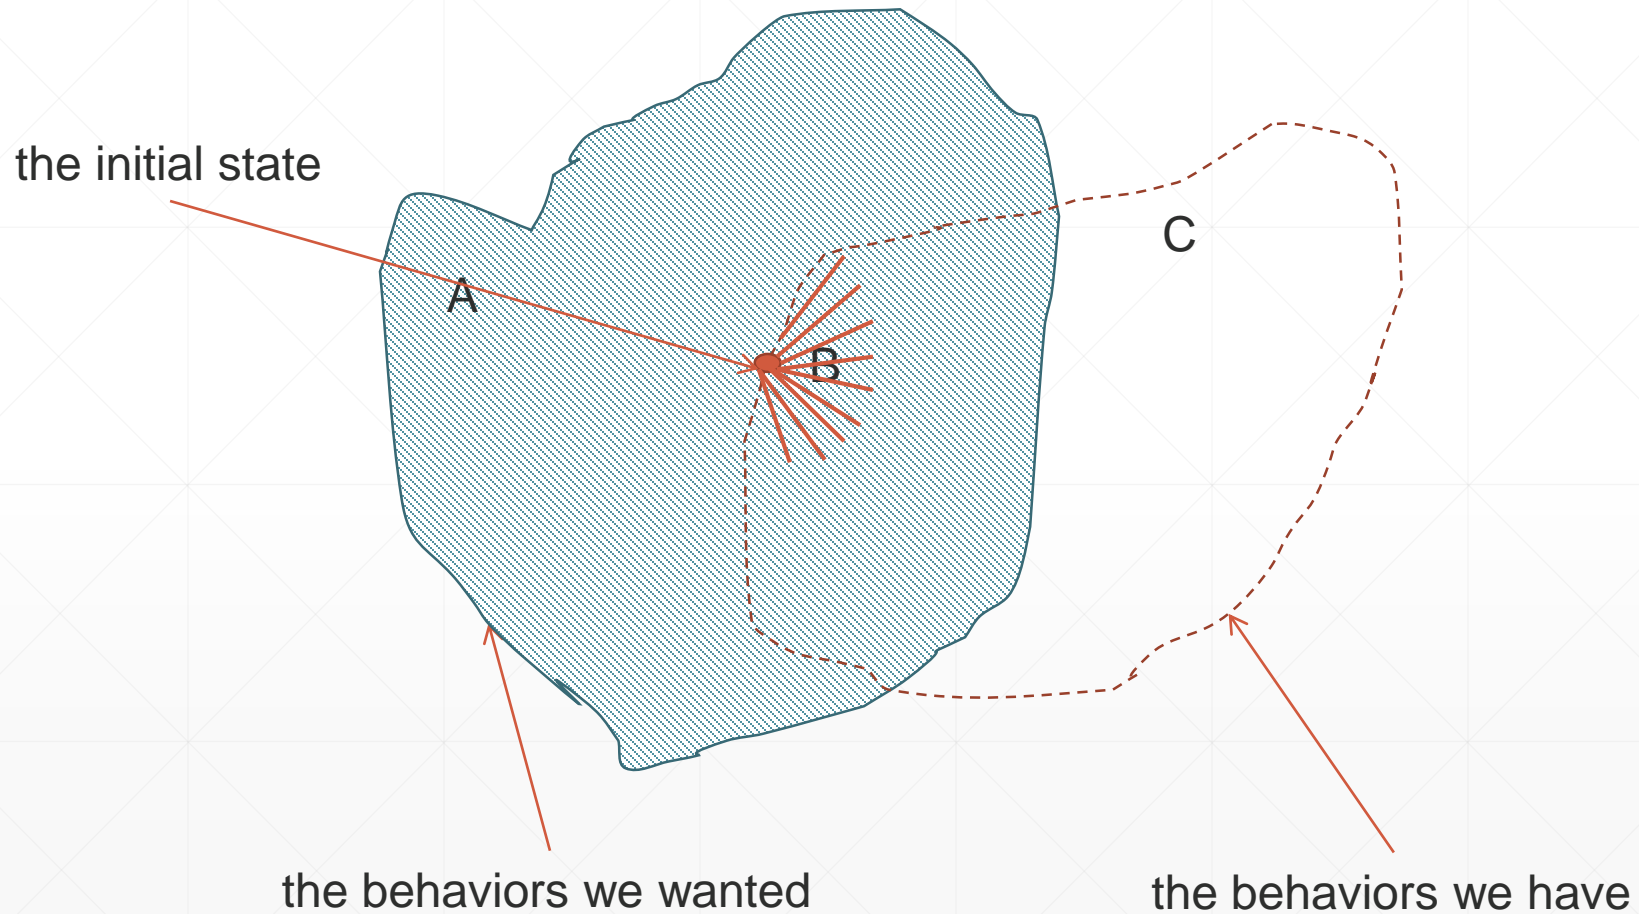 the initial state
C
A
B
the behaviors we wanted
the behaviors we have